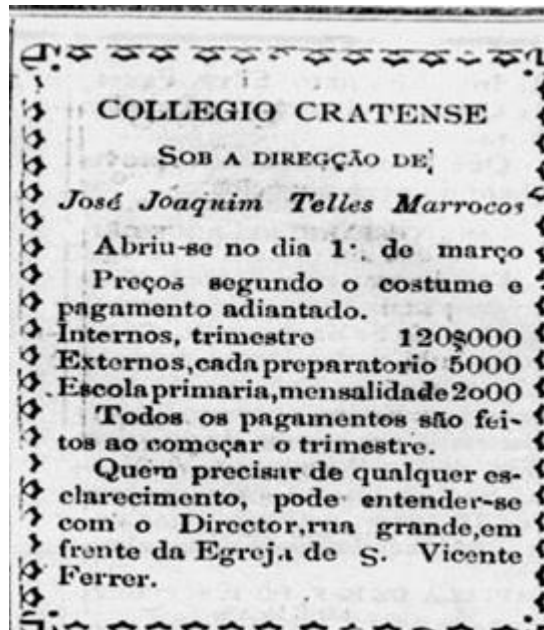 COLLEGIO CRATENSE
SOB A DIREGÇÃO DE
José Joaquim Telles Marrocos
Abriu-se no dia 1· de março
Preços segundo o costume e
pagamento adiantado.
Internos, trimestre 120$000
Externos,cada preparatorio 5000
Escola primaria,mensalidade 2000
Todos os pagamentos são fei-
tos ao começar o trimestre.
Quem precisar de qualquer es-
clarecimento, pode entender-se
com o Director,rua grande,em
frente da Egreja de S. Vicente
Ferrer.